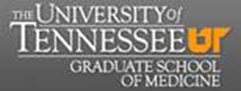 THE UNIVERSITY of
TENNESSEE UT
GRADUATE SCHOOL
OF MEDICINE